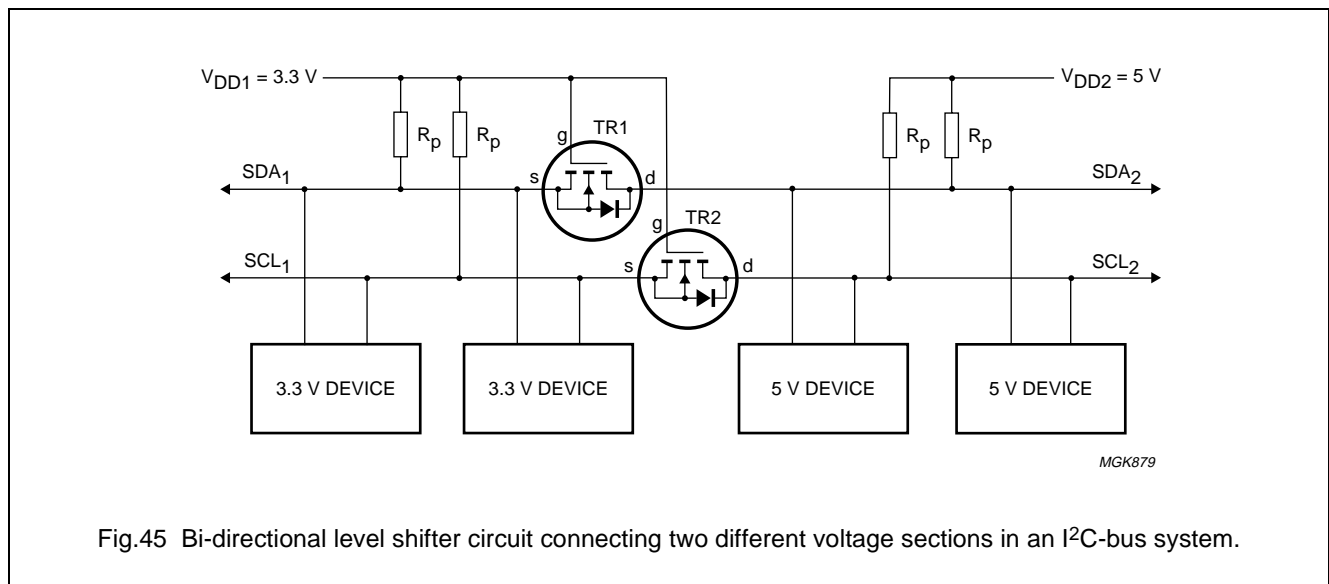 VDD1 = 3.3 V
VDD2 = 5 V
Rp
Rp
g
TR1
Rp
Rp
SDA1
s
d
SDA2
g
TR2
SCL1
s
d
SCL2
3.3 V DEVICE
3.3 V DEVICE
5 V DEVICE
5 V DEVICE
MGK879
Fig.45 Bi-directional level shifter circuit connecting two different voltage sections in an I²C-bus system.